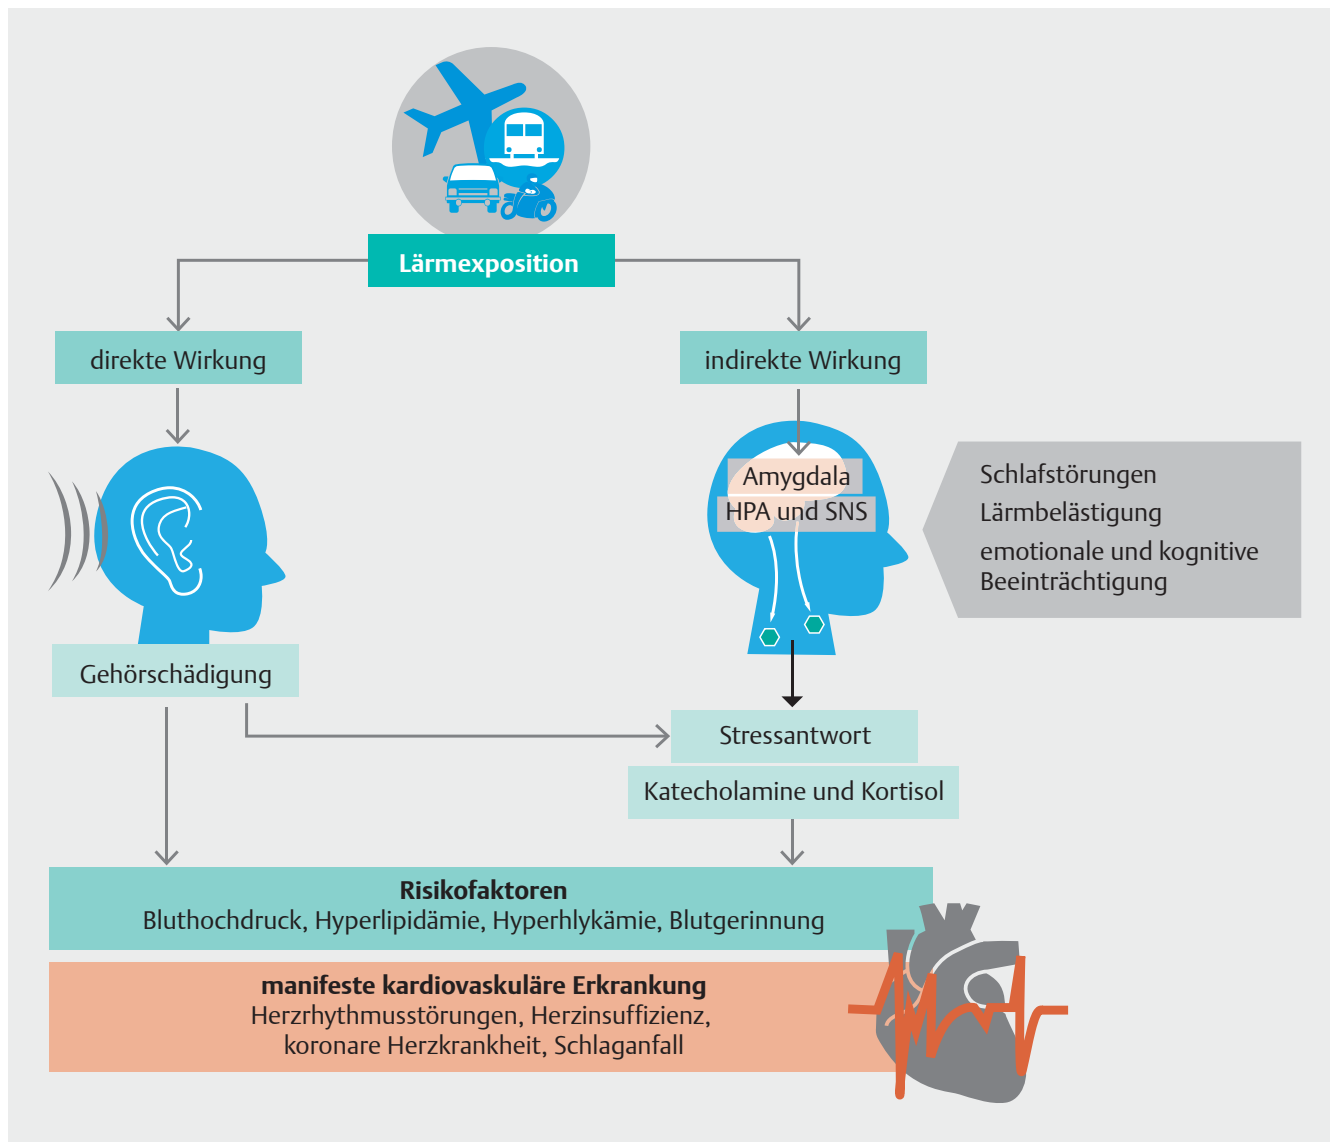 Lärmexposition
direkte Wirkung
indirekte Wirkung
Amygdala
HPA und SNS
Schlafstörungen
Lärmbelästigung
emotionale und kognitive
Beeinträchtigung
Gehörschädigung
Stressantwort
Katecholamine und Kortisol
Risikofaktoren
Bluthochdruck, Hyperlipidämie, Hyperhlykämie, Blutgerinnung
manifeste kardiovaskuläre Erkrankung
Herzrhythmusstörungen, Herzinsuffizienz,
koronare Herzkrankheit, Schlaganfall